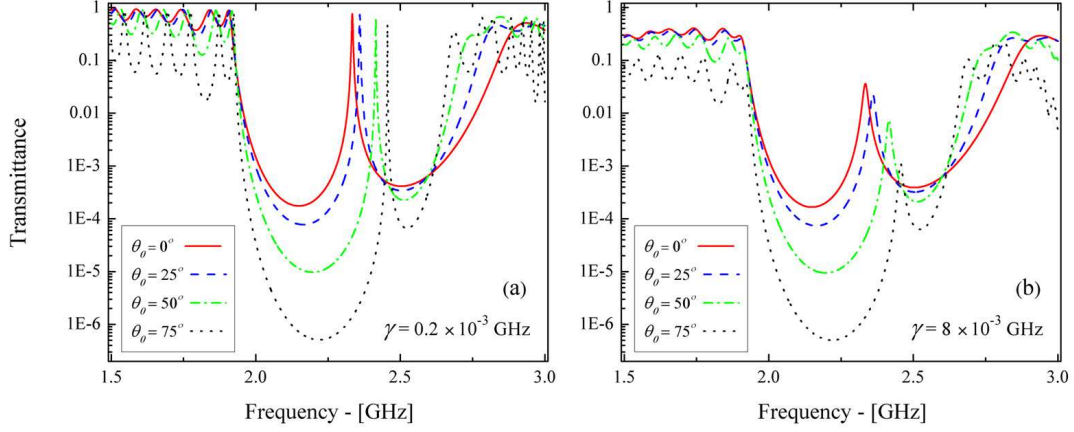 Transmittance
1
0.1
0.01
1E-3
1E-4
1E-5
1E-6
θ₀ = 0°
θ₀ = 25°
θ₀ = 50°
θ₀ = 75°
(a)
γ = 0.2 × 10⁻³ GHz
1.5 2.0 2.5 3.0
Frequency - [GHz]
1
0.1
0.01
1E-3
1E-4
1E-5
1E-6
θ₀ = 0°
θ₀ = 25°
θ₀ = 50°
θ₀ = 75°
(b)
γ = 8 × 10⁻³ GHz
1.5 2.0 2.5 3.0
Frequency - [GHz]